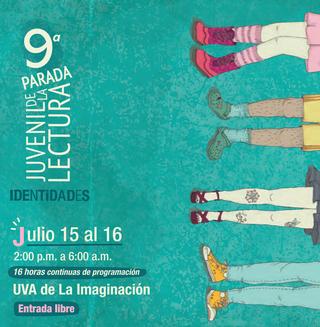 9ª
PARADA
JUVENIL DE LA
LECTURA
IDENTIDADES
Julio 15 al 16
2:00 p.m. a 6:00 a.m.
16 horas continuas de programación
UVA de La Imaginación
Entrada libre